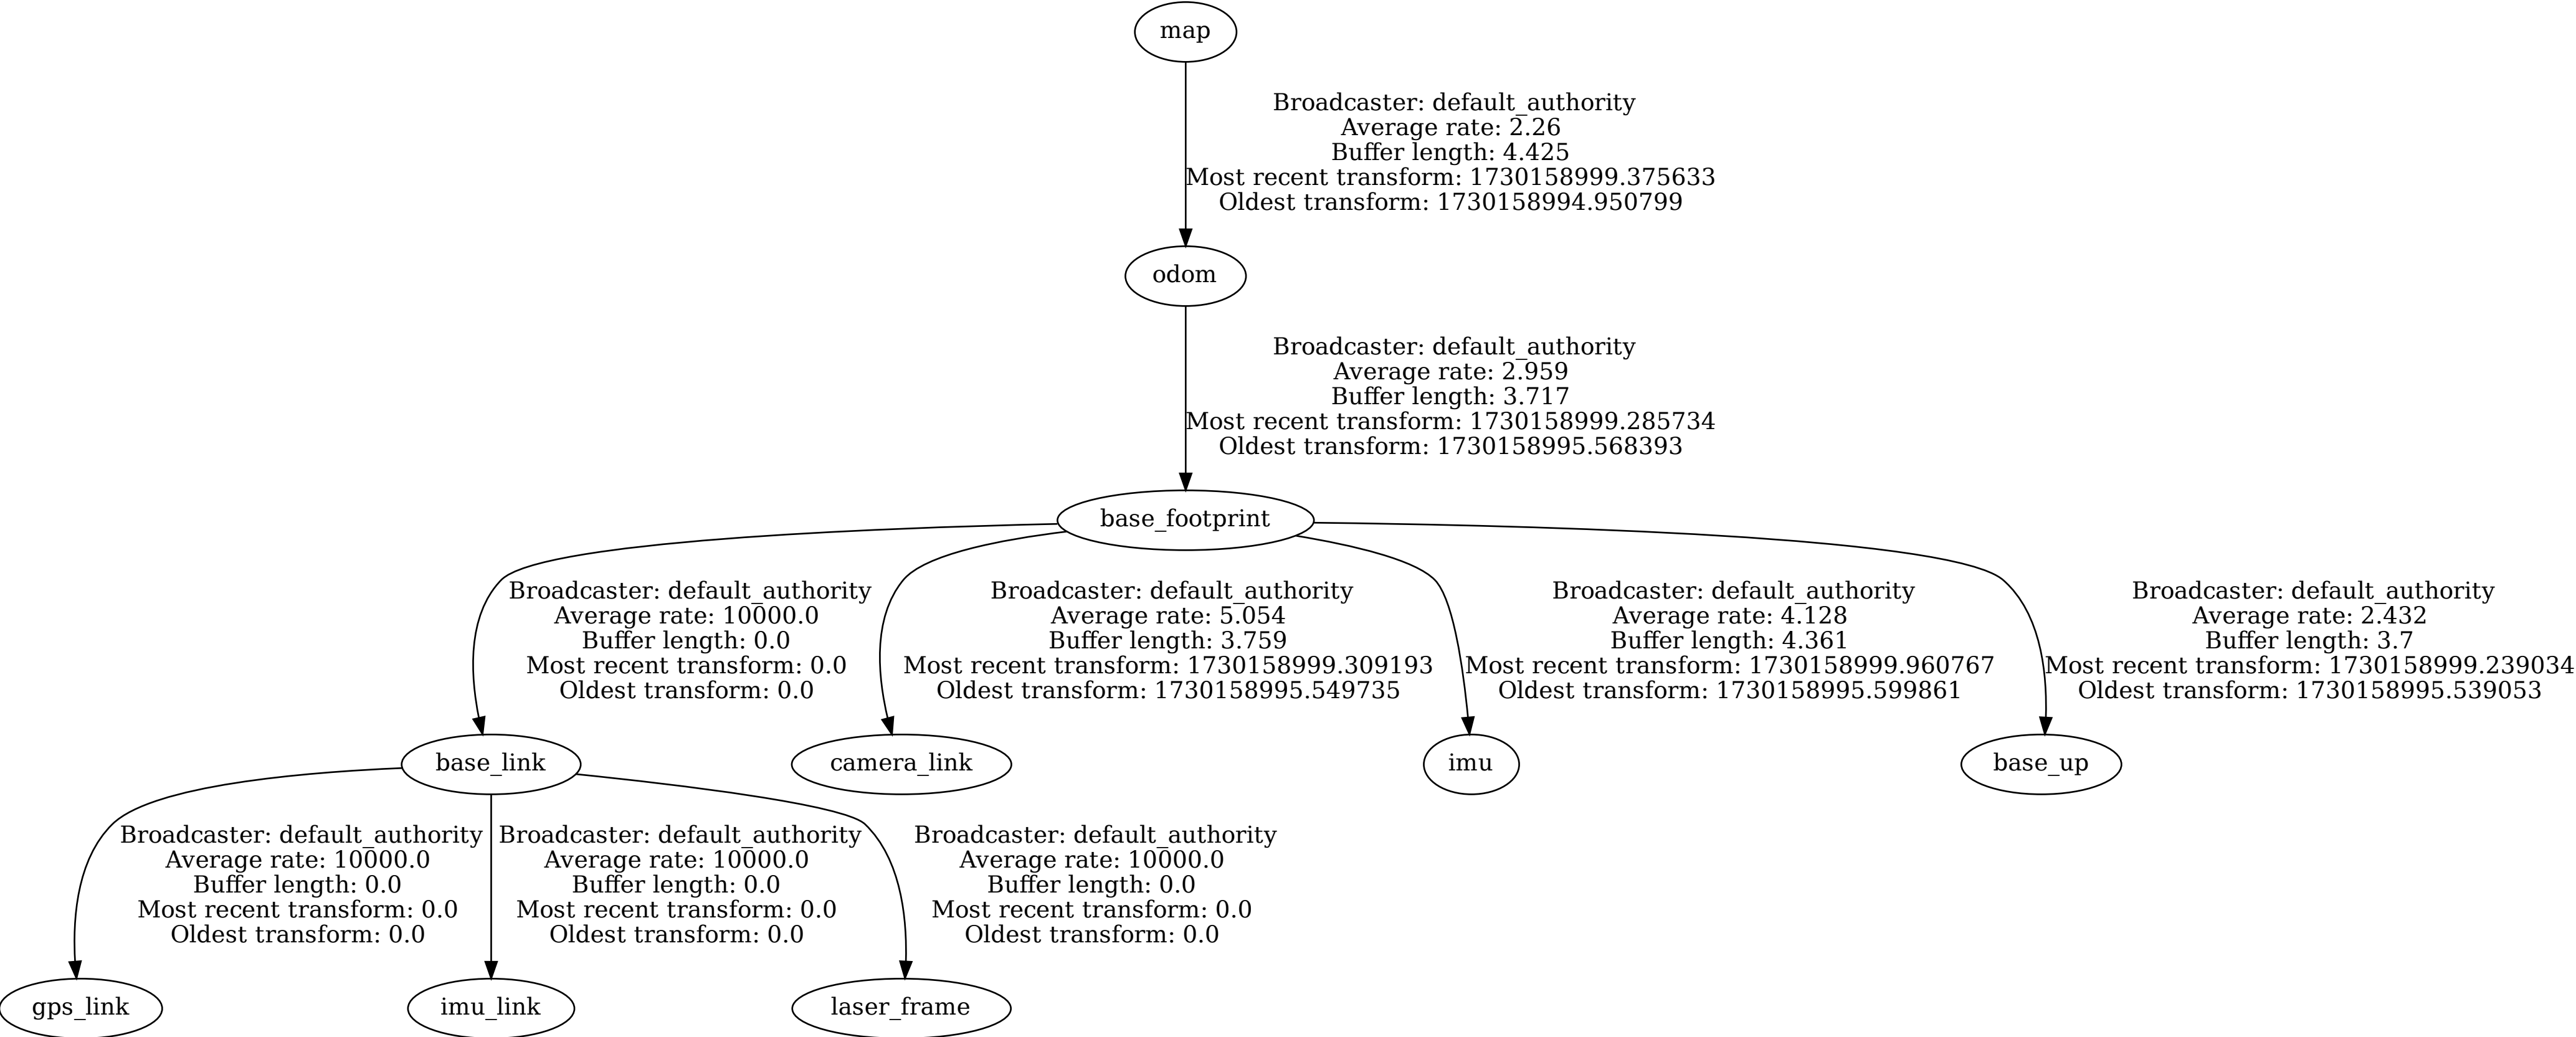 map
Broadcaster: default_authority
Average rate: 2.26
Buffer length: 4.425
Most recent transform: 1730158999.375633
Oldest transform: 1730158994.950799
odom
Broadcaster: default_authority
Average rate: 2.959
Buffer length: 3.717
Most recent transform: 1730158999.285734
Oldest transform: 1730158995.568393
base_footprint
Broadcaster: default_authority
Average rate: 10000.0
Buffer length: 0.0
Most recent transform: 0.0
Oldest transform: 0.0
Broadcaster: default_authority
Average rate: 5.054
Buffer length: 3.759
Most recent transform: 1730158999.309193
Oldest transform: 1730158995.549735
Broadcaster: default_authority
Average rate: 4.128
Buffer length: 4.361
Most recent transform: 1730158999.960767
Oldest transform: 1730158995.599861
Broadcaster: default_authority
Average rate: 2.432
Buffer length: 3.7
Most recent transform: 1730158999.239034
Oldest transform: 1730158995.539053
base_link
camera_link
imu
base_up
Broadcaster: default_authority
Average rate: 10000.0
Buffer length: 0.0
Most recent transform: 0.0
Oldest transform: 0.0
Broadcaster: default_authority
Average rate: 10000.0
Buffer length: 0.0
Most recent transform: 0.0
Oldest transform: 0.0
Broadcaster: default_authority
Average rate: 10000.0
Buffer length: 0.0
Most recent transform: 0.0
Oldest transform: 0.0
gps_link
imu_link
laser_frame